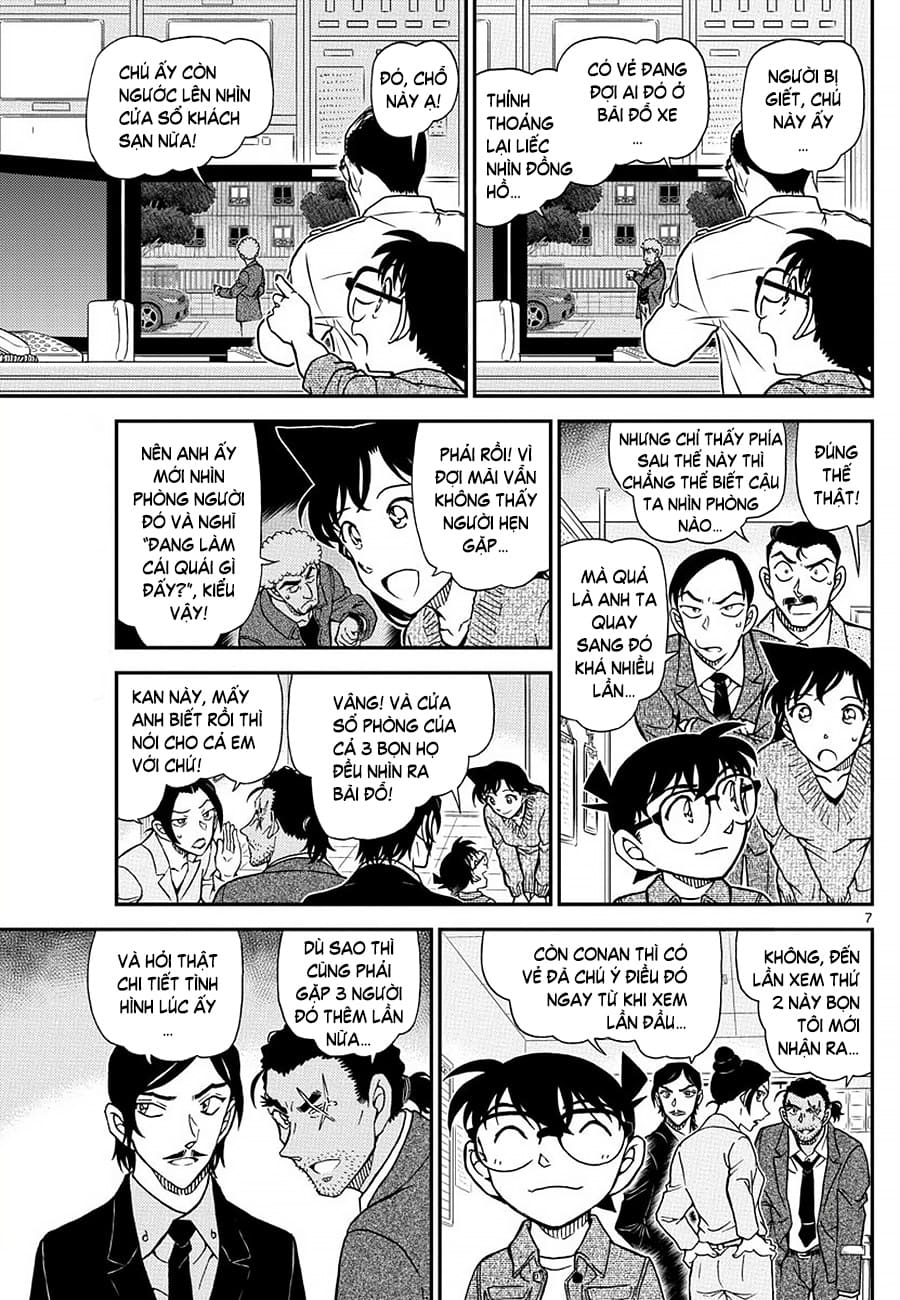 NGƯỜI BỊ
GIẾT, CHÚ
NÀY ẤY
...
CÓ VẺ ĐANG
ĐỢI AI ĐÓ Ở
BÃI ĐỖ XE
...
THỈNH
THOẢNG
LẠI LIẾC
NHÌN ĐỒNG
HỒ...
ĐÓ, CHỖ
NÀY Ạ!
CHÚ ẤY CÒN
NGƯỚC LÊN NHÌN
CỬA SỔ KHÁCH
SẠN NỮA!
ĐÚNG
THẾ
THẬT!
NHƯNG CHỈ THẤY PHÍA
SAU THẾ NÀY THÌ
CHẲNG THỂ BIẾT CẬU
TA NHÌN PHÒNG
NÀO...
MÀ QUẢ
LÀ ANH TA
QUAY
SANG ĐÓ
KHÁ NHIỀU
LẦN...
PHẢI RỒI! VÌ
ĐỢI MÃI VẪN
KHÔNG THẤY
NGƯỜI HẸN
GẶP...
NÊN ANH ẤY
MỚI NHÌN
PHÒNG NGƯỜI
ĐÓ VÀ NGHĨ
"ĐANG LÀM
CÁI QUÁI GÌ
ĐẤY?", KIỂU
VẬY!
VÂNG! VÀ CỬA
SỔ PHÒNG CỦA
CẢ 3 BỌN HỌ
ĐỀU NHÌN RA
BÃI ĐỖ!
KAN NÀY, MẤY
ANH BIẾT RỒI THÌ
NÓI CHO CẢ EM
VỚI CHỨ!
7
KHÔNG, ĐẾN
LẦN XEM THỨ
2 NÀY BỌN
TÔI MỚI
NHẬN RA...
CÒN CONAN THÌ CÓ
VẺ ĐÃ CHÚ Ý ĐIỀU ĐÓ
NGAY TỪ KHI XEM
LẦN ĐẦU...
DÙ SAO THÌ
CŨNG PHẢI
GẶP 3 NGƯỜI
ĐÓ THÊM LẦN
NỮA...
VÀ HỎI THẬT
CHI TIẾT TÌNH
HÌNH LÚC ẤY
...